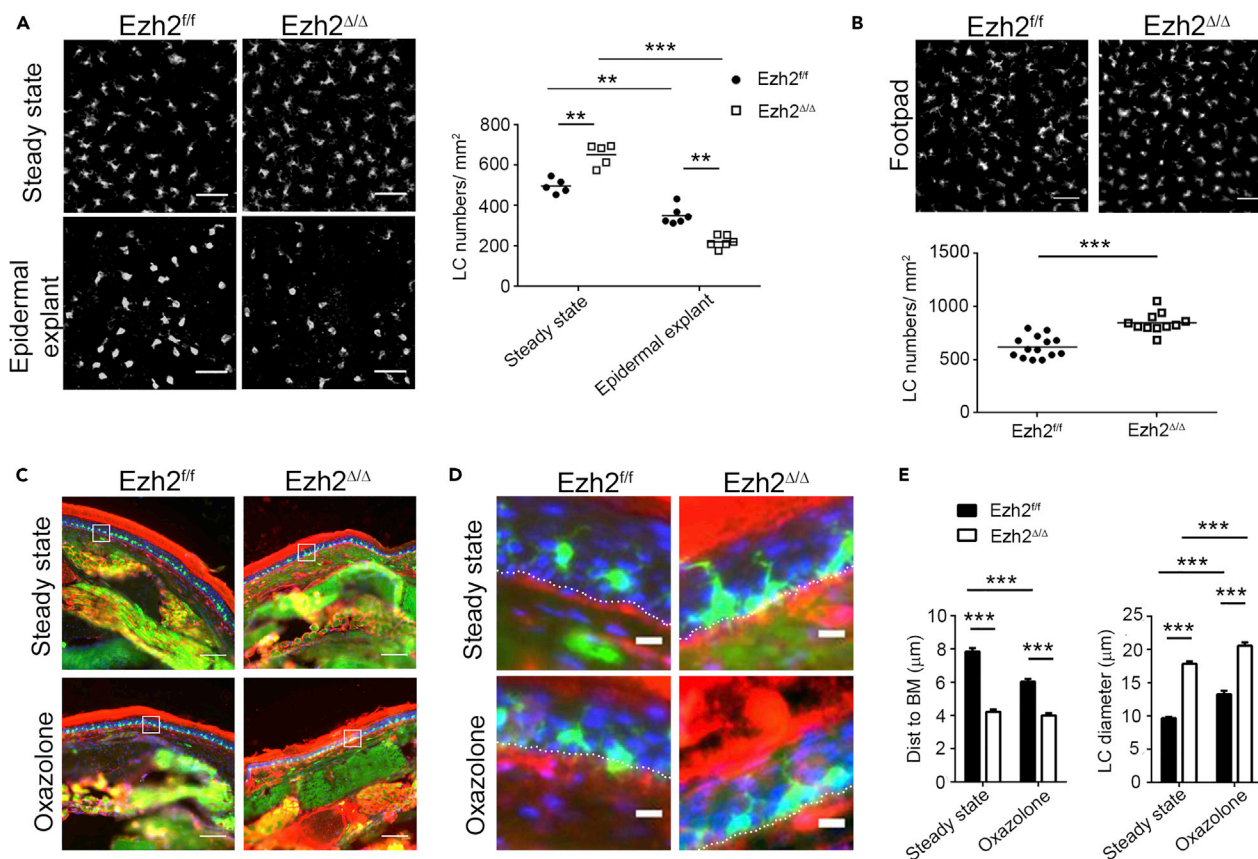 A
Ezh2f/f
Ezh2Δ/Δ
Steady state
Epidermal
explant
***
**
Ezh2f/f
Ezh2Δ/Δ
**
**
800
600
400
200
0
LC numbers/ mm²
Steady state
Epidermal explant
B
Ezh2f/f
Ezh2Δ/Δ
Footpad
***
1500
1000
500
0
LC numbers/ mm²
Ezh2f/f
Ezh2Δ/Δ
C
Ezh2f/f
Ezh2Δ/Δ
Steady state
Oxazolone
D
Ezh2f/f
Ezh2Δ/Δ
Steady state
Oxazolone
E
Ezh2f/f
Ezh2Δ/Δ
***
***
***
8
6
4
2
0
Dist to BM (μm)
Steady state
Oxazolone
***
***
***
***
25
20
15
10
5
0
LC diameter (μm)
Steady state
Oxazolone